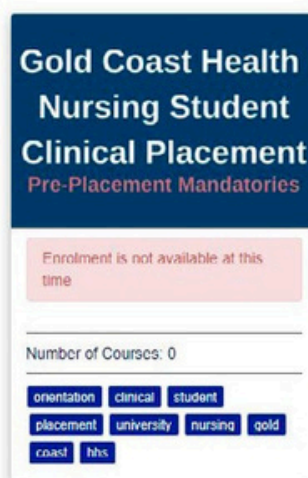 Gold Coast Health
Nursing Student
Clinical Placement
Pre-Placement Mandatories
Enrolment is not available at this
time
Number of Courses: 0
orientation clinical student
placement university nursing gold
coast hhs